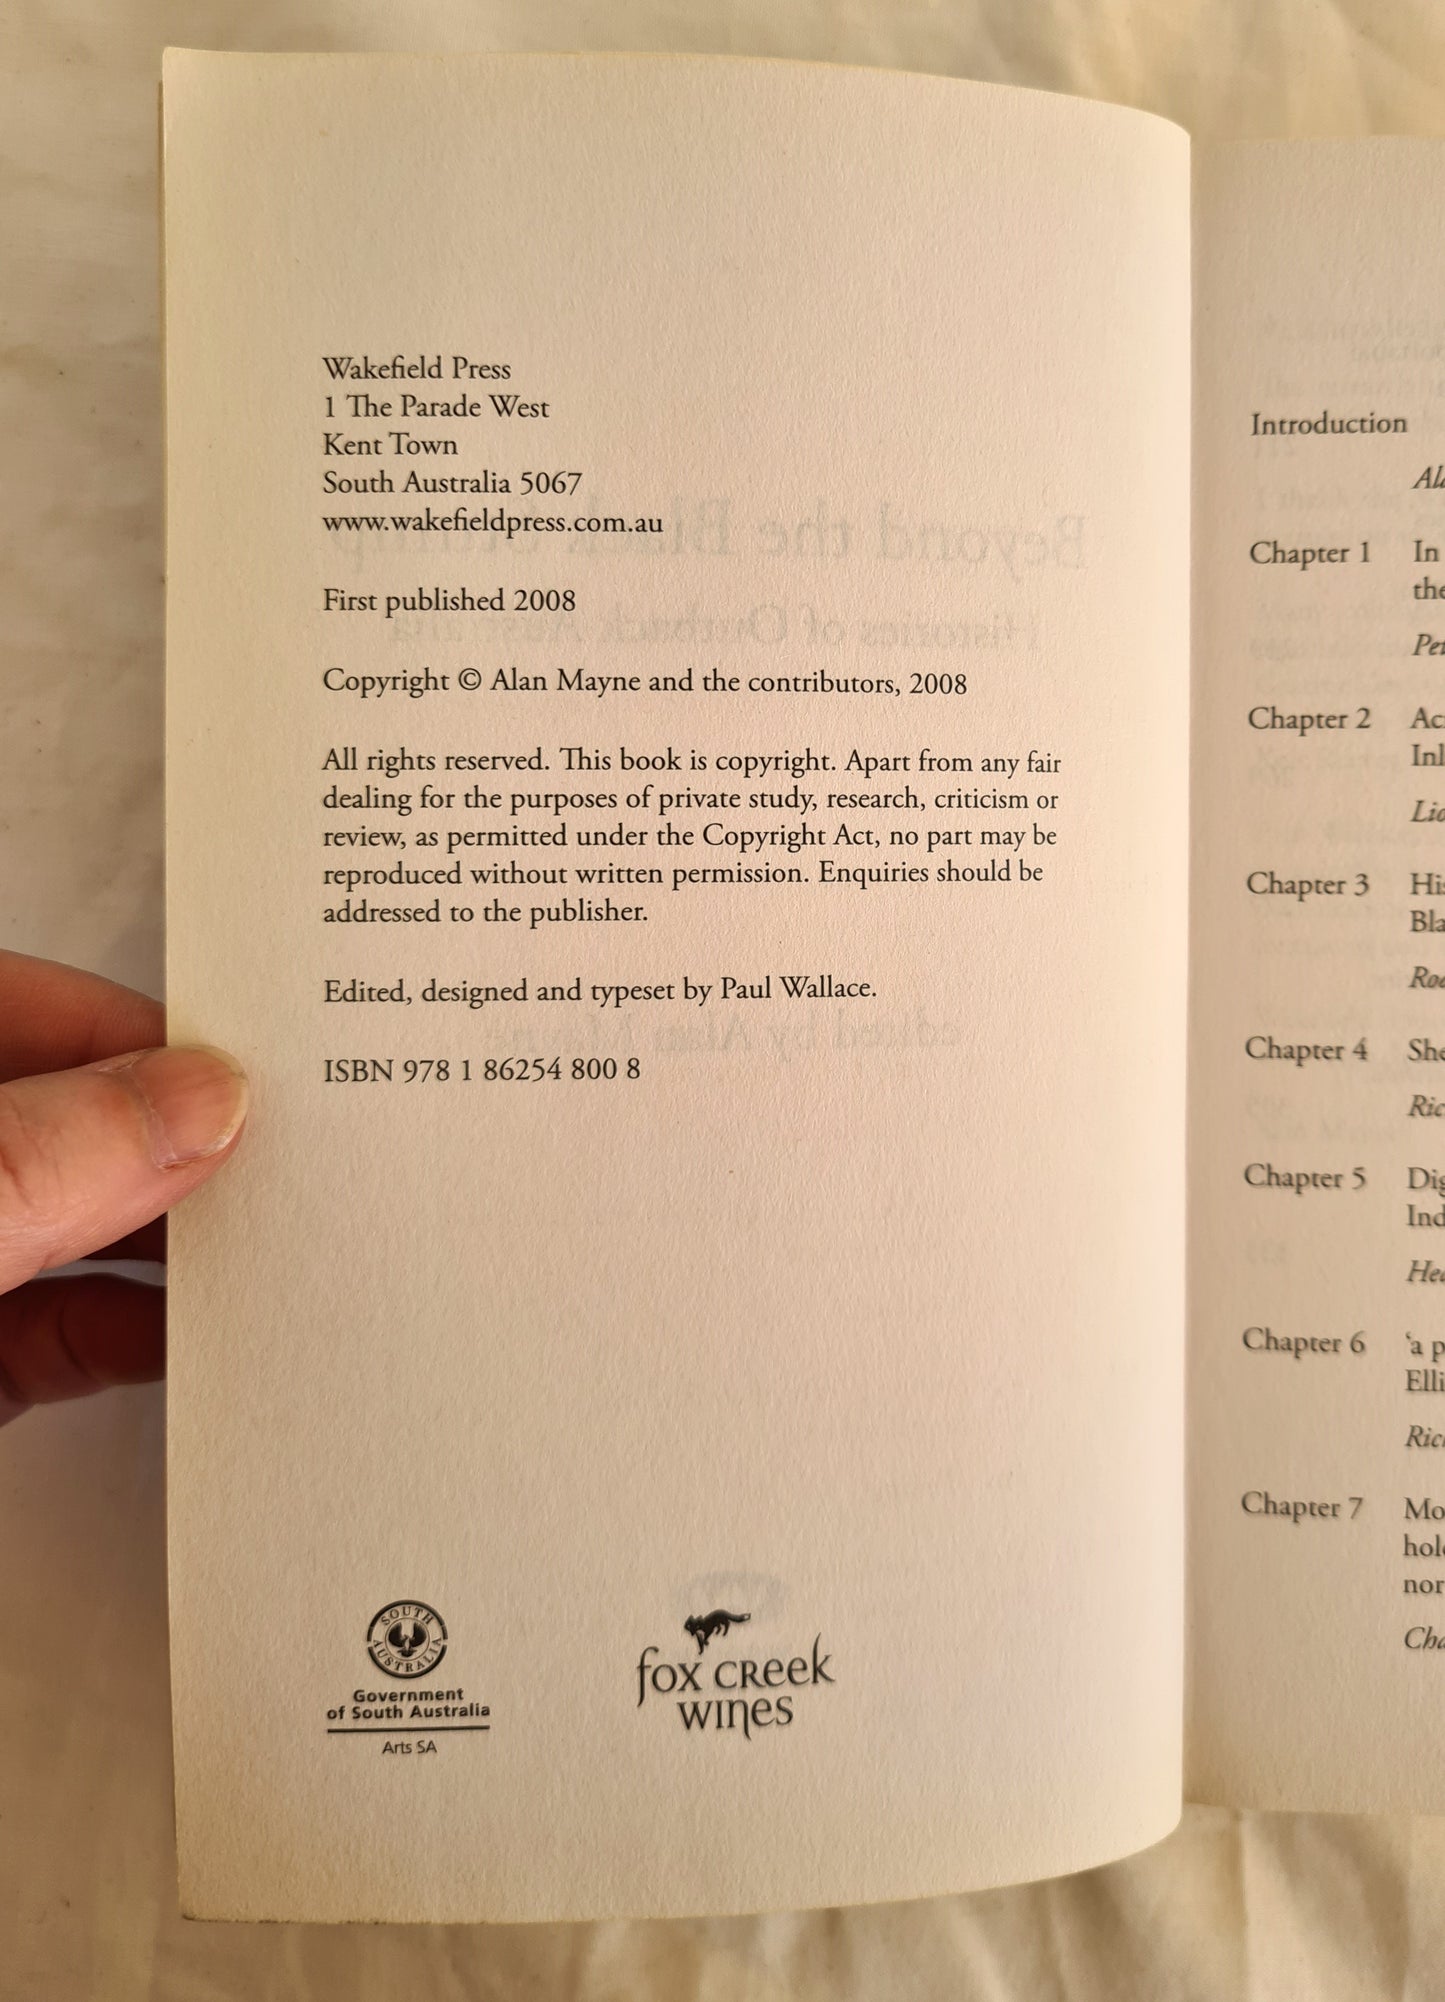 Wakefield Press
1 The Parade West
Kent Town
South Australia 5067
www.wakefieldpress.com.au
First published 2008
Copyright © Alan Mayne and the contributors, 2008
All rights reserved. This book is copyright. Apart from any fair
dealing for the purposes of private study, research, criticism or
review, as permitted under the Copyright Act, no part may be
reproduced without written permission. Enquiries should be
addressed to the publisher.
Edited, designed and typeset by Paul Wallace.
ISBN 978 1 86254 800 8
SOUTH
AUSTRALIA
Government
of South Australia
Arts SA
fox creek
wines
Introduction
Chapter 1 In
Chapter 2
Chapter 3
Chapter 4
Chapter 5
Chapter 6 ‘a
Chapter 7